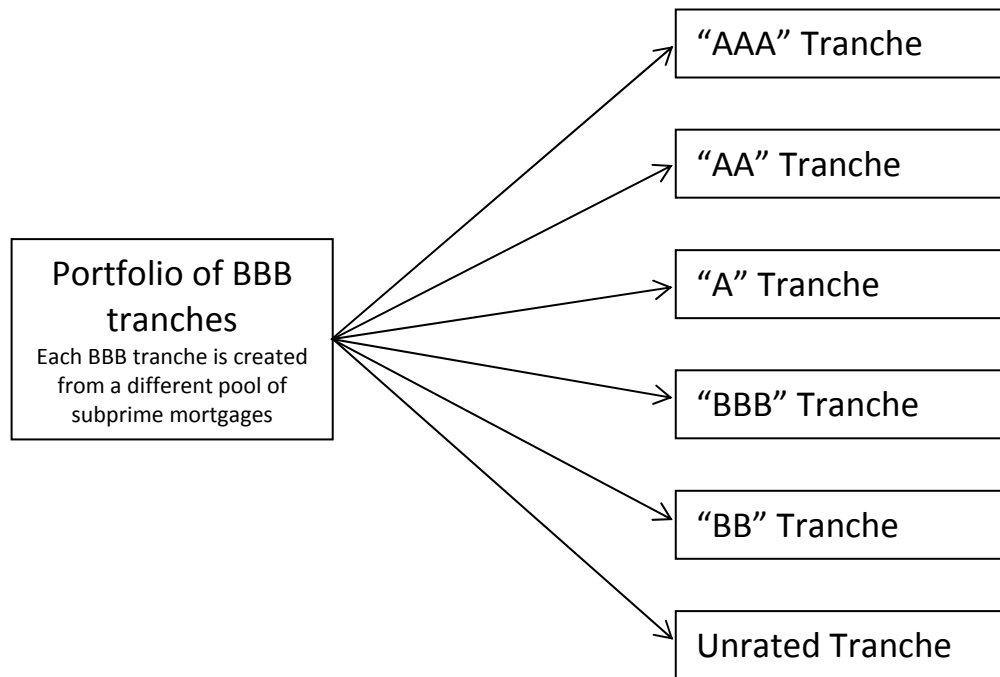 “AAA” Tranche
“AA” Tranche
Portfolio of BBB
tranches
Each BBB tranche is created
from a different pool of
subprime mortgages
“A” Tranche
“BBB” Tranche
“BB” Tranche
Unrated Tranche